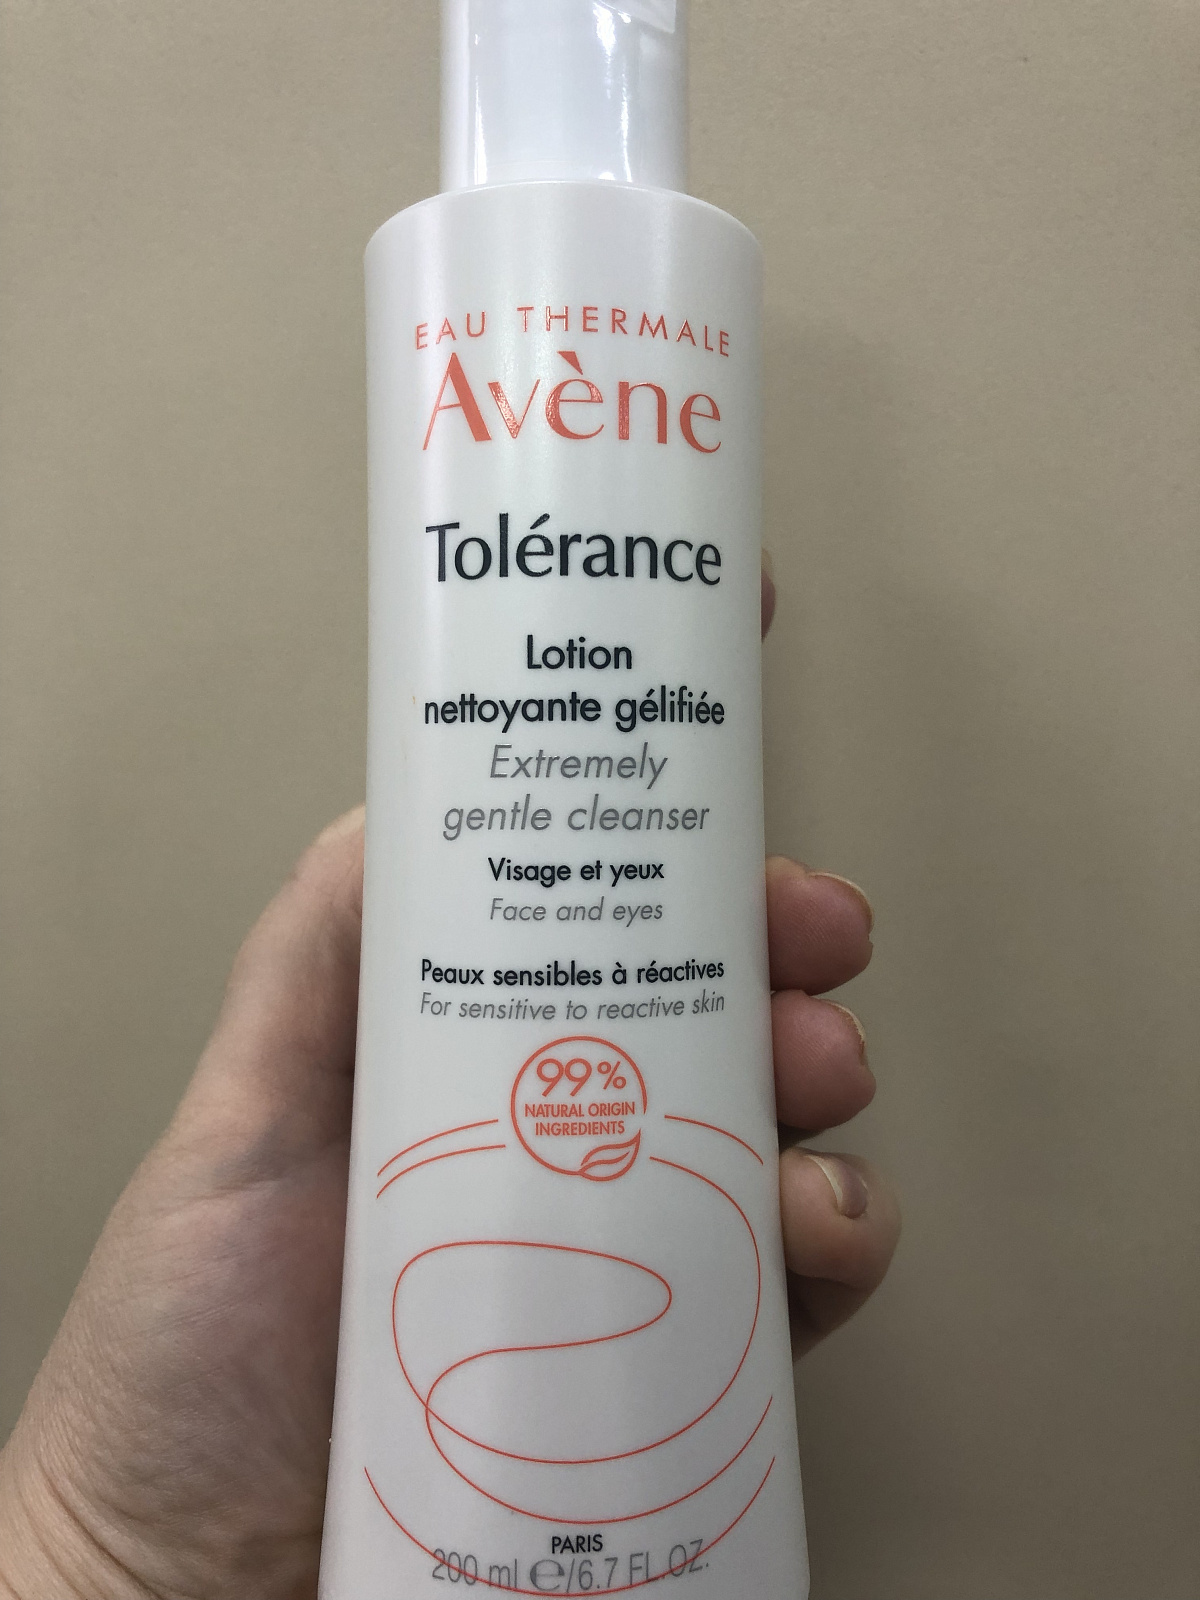 EAU THERMALE
Avène
Tolérance
Lotion
nettoyante gélifiée
Extremely
gentle cleanser
Visage et yeux
Face and eyes
Peaux sensibles à réactives
For sensitive to reactive skin
99%
NATURAL ORIGIN
INGREDIENTS
PARIS
200 ml e/6.7 FL.OZ.